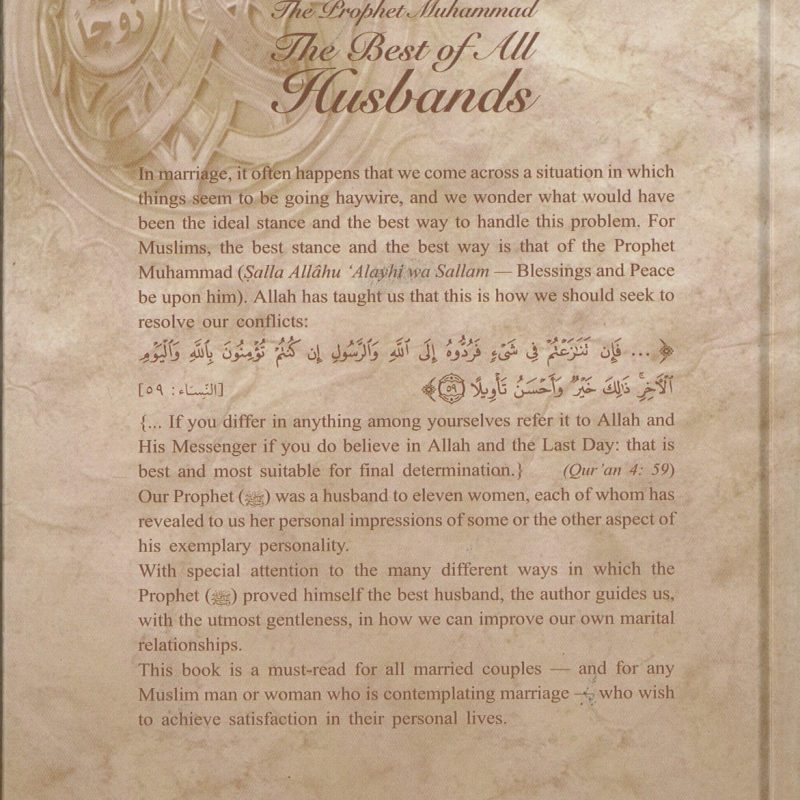 زوجاً
The Prophet Muhammad
The Best of All
Husbands
In marriage, it often happens that we come across a situation in which
things seem to be going haywire, and we wonder what would have
been the ideal stance and the best way to handle this problem. For
Muslims, the best stance and the best way is that of the Prophet
Muhammad (Ṣalla Allâhu ‘Alayhi wa Sallam — Blessings and Peace
be upon him). Allah has taught us that this is how we should seek to
resolve our conflicts:
﴿... فَإِن تَنَٰزَعْتُمْ فِى شَىْءٍ فَرُدُّوهُ إِلَى ٱللَّهِ وَٱلرَّسُولِ إِن كُنتُمْ تُؤْمِنُونَ بِٱللَّهِ وَٱلْيَوْمِ
ٱلْءَاخِرِ ۚ ذَٰلِكَ خَيْرٌ وَأَحْسَنُ تَأْوِيلًا ٥٩﴾ [النساء: ٥٩]
{... If you differ in anything among yourselves refer it to Allah and
His Messenger if you do believe in Allah and the Last Day: that is
best and most suitable for final determination.} (Qur’an 4: 59)
Our Prophet (ﷺ) was a husband to eleven women, each of whom has
revealed to us her personal impressions of some or the other aspect of
his exemplary personality.
With special attention to the many different ways in which the
Prophet (ﷺ) proved himself the best husband, the author guides us,
with the utmost gentleness, in how we can improve our own marital
relationships.
This book is a must-read for all married couples — and for any
Muslim man or woman who is contemplating marriage — who wish
to achieve satisfaction in their personal lives.